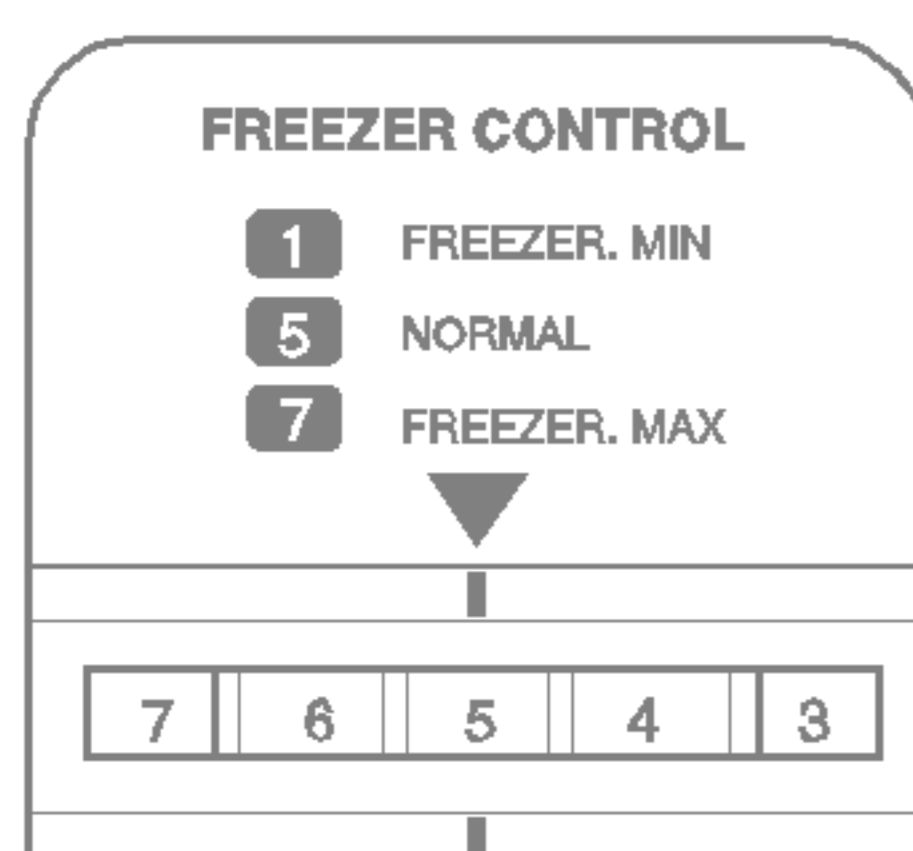 FREEZER CONTROL
1 FREEZER. MIN
5 NORMAL
7 FREEZER. MAX
7 6 5 4 3